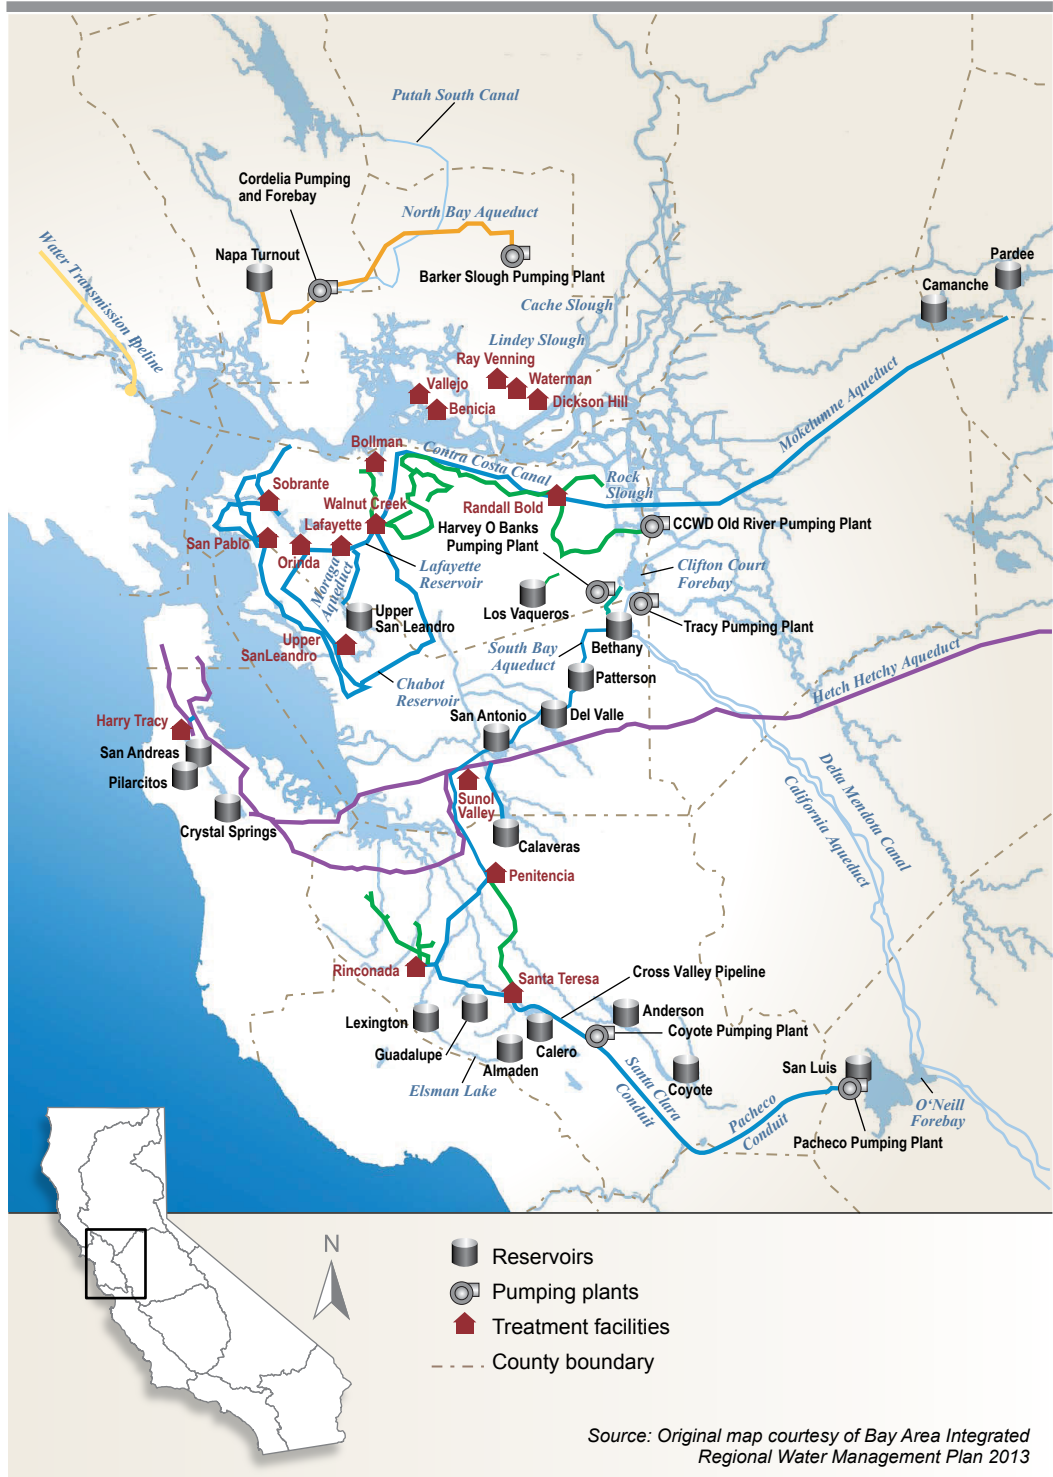 Putah South Canal
Cordelia Pumping
and Forebay
North Bay Aqueduct
Napa Turnout
Barker Slough Pumping Plant
Water Transmission Ipeline
Pardee
Camanche
Cache Slough
Lindey Slough
Ray Venning
Waterman
Vallejo
Dickson Hill
Benicia
Mokelumne Aqueduct
Bollman
Contra Costa Canal
Sobrante
Rock
Slough
Walnut Creek
Randall Bold
Lafayette
Harvey O Banks
Pumping Plant
CCWD Old River Pumping Plant
San Pablo
Orinda
Moraga
Aqueduct
Lafayette
Reservoir
Clifton Court
Forebay
Los Vaqueros
Upper
San Leandro
Tracy Pumping Plant
Upper
SanLeandro
South Bay
Aqueduct
Bethany
Hetch Hetchy Aqueduct
Patterson
Chabot
Reservoir
San Antonio
Del Valle
Harry Tracy
San Andreas
Pilarcitos
Crystal Springs
Sunol
Valley
Delta Mendota Canal
California Aqueduct
Calaveras
Penitencia
Rinconada
Santa Teresa
Cross Valley Pipeline
Anderson
Lexington
Coyote Pumping Plant
Guadalupe
Calero
Almaden
Elsman Lake
Santa Clara
Conduit
Coyote
San Luis
Pacheco
Conduit
O'Neill
Forebay
Pacheco Pumping Plant
N
Reservoirs
Pumping plants
Treatment facilities
County boundary
Source: Original map courtesy of Bay Area Integrated
Regional Water Management Plan 2013